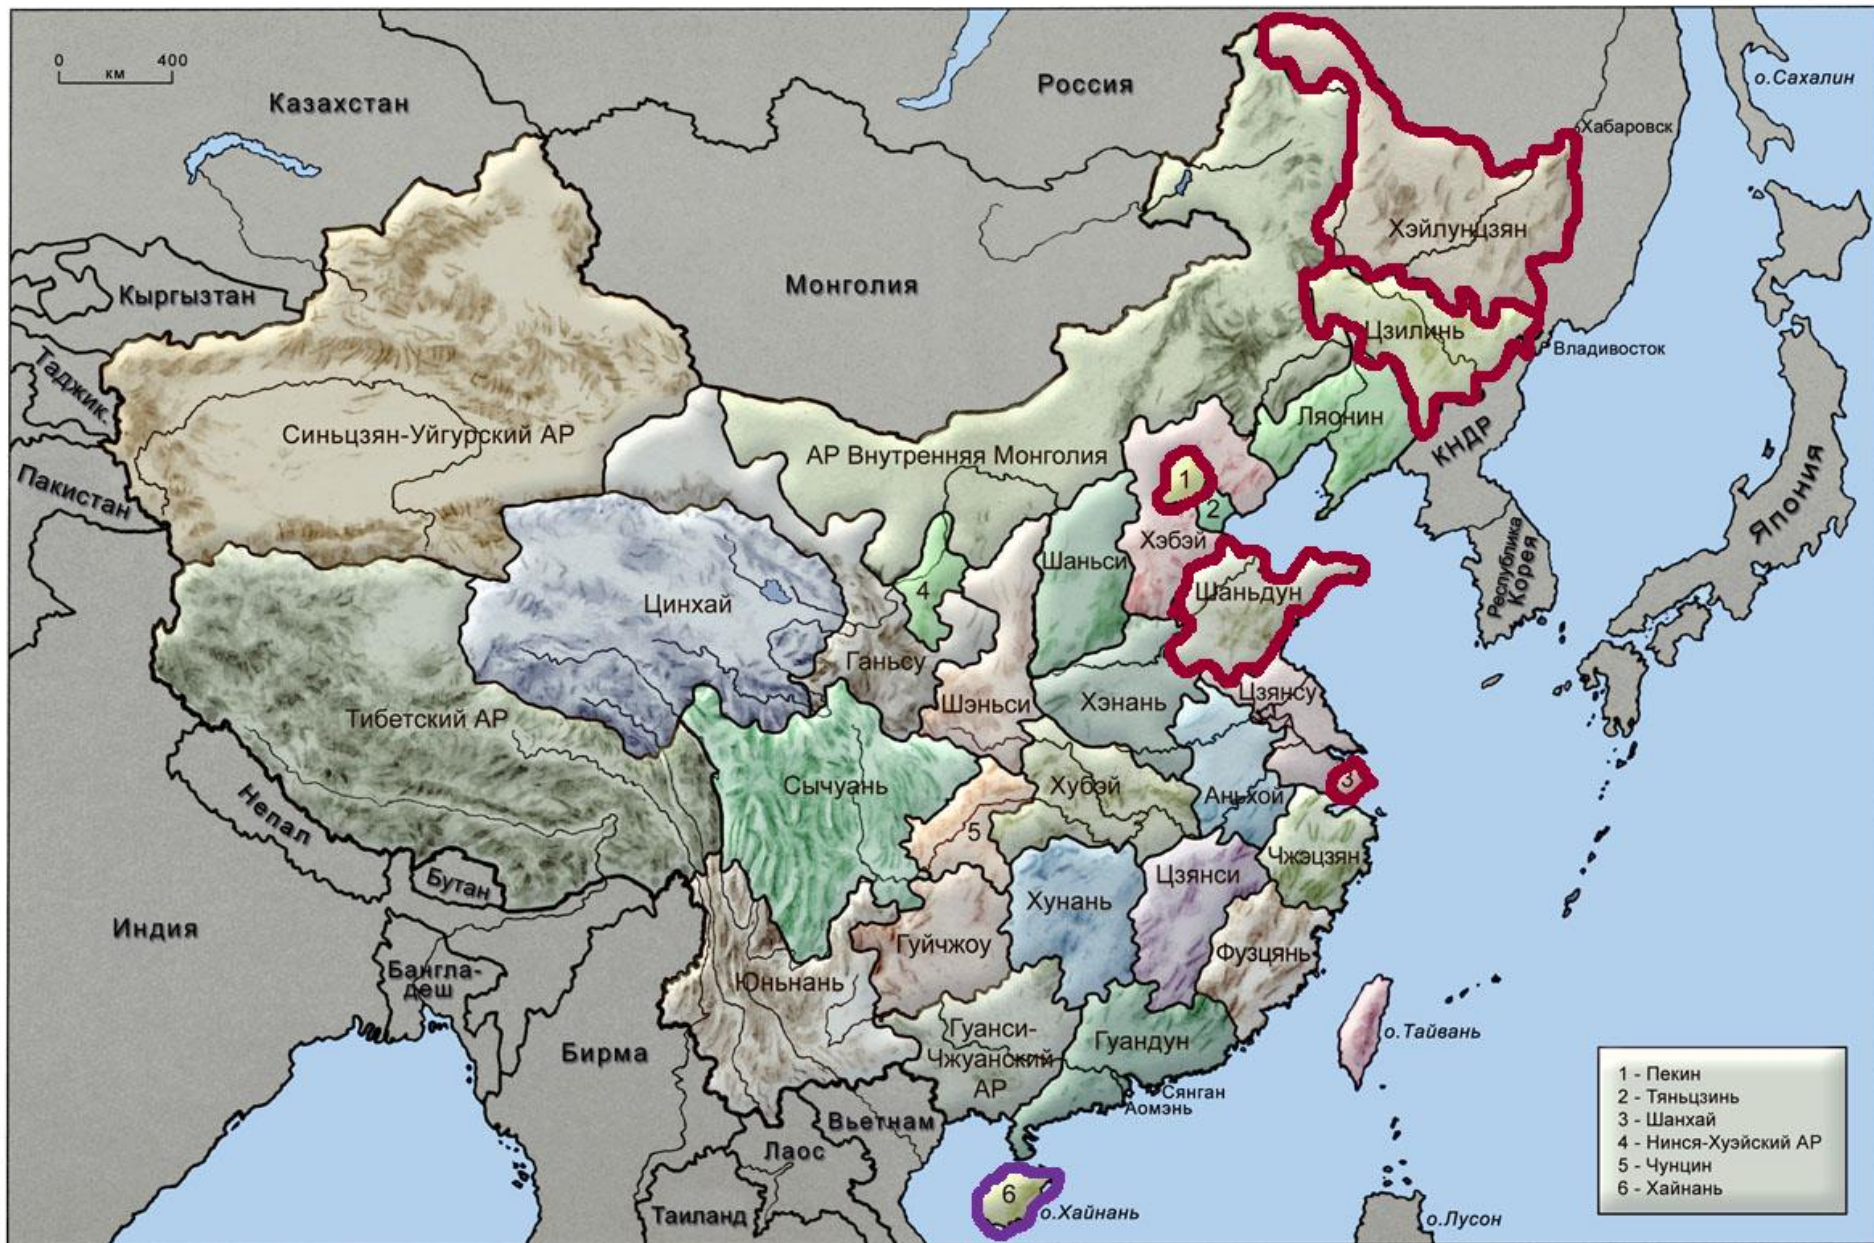 0 400
км
Казахстан
Россия
о.Сахалин
Хабаровск
Хэйлунцзян
Монголия
Кыргызтан
Цзилинь
Владивосток
Таджик.
Синьцзян-Уйгурский АР
АР Внутренняя Монголия
Ляонин
КНДР
Пакистан
1
2
Япония
Хэбэй
Шаньси
Республика
Корея
4
Шаньдун
Цинхай
Ганьсу
Тибетский АР
Шэньси
Хэнань
Цзянсу
Сычуань
Хубэй
Аньхой
3
Непал
5
Чжэцзян
Бутан
Цзянси
Хунань
Индия
Гуйчжоу
Фузцянь
Бангла-
деш
Юньнань
Гуанси-
Чжуанский
АР
Гуандун
о.Тайвань
Бирма
Сянган
Аомэнь
Вьетнам
Лаос
6
о.Хайнань
Таиланд
о.Лусон
1 - Пекин
2 - Тяньцзинь
3 - Шанхай
4 - Нинся-Хуэйский АР
5 - Чунцин
6 - Хайнань